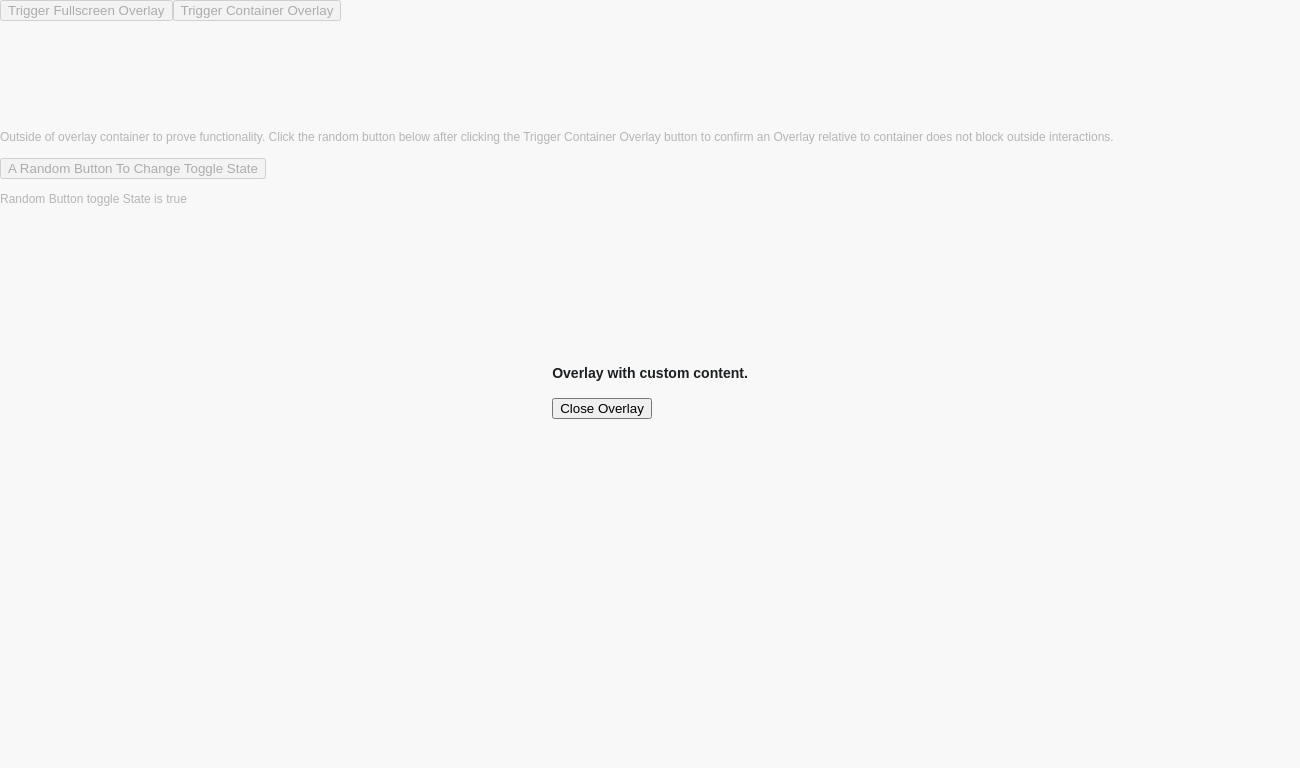 Trigger Fullscreen Overlay Trigger Container Overlay
Outside of overlay container to prove functionality. Click the random button below after clicking the Trigger Container Overlay button to confirm an Overlay relative to container does not block outside interactions.
A Random Button To Change Toggle State
Random Button toggle State is true
Overlay with custom content.
Close Overlay